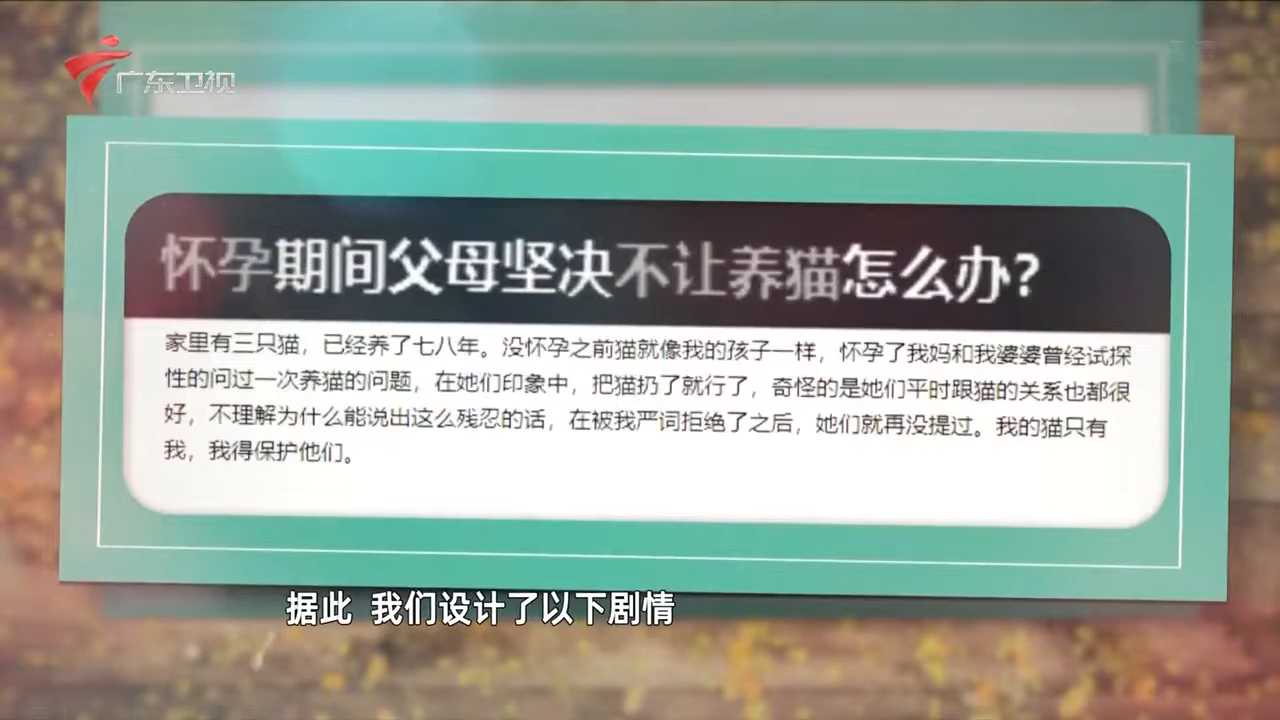 广东卫视
怀孕期间父母坚决不让养猫怎么办?
家里有三只猫，已经养了七八年。没怀孕之前猫就像我的孩子一样，怀孕了我妈和我婆婆曾经试探
性的问过一次养猫的问题，在她们印象中，把猫扔了就行了，奇怪的是她们平时跟猫的关系也都很
好，不理解为什么能说出这么残忍的话，在被我严词拒绝了之后，她们就再没提过。我的猫只有
我，我得保护他们。
据此 我们设计了以下剧情